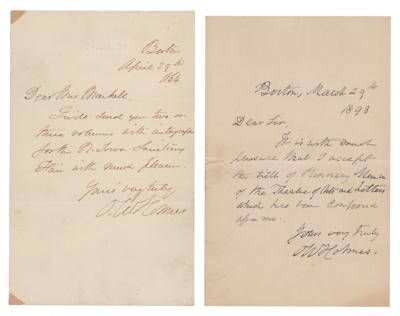 Boston
April 29th
1864
Dear Mrs
I will send you two or
three volumes with autographs
for the Sanitary
Fair with much pleasure.
Yours very truly
O. W. Holmes
Boston, March 29th
1893
Dear Sir,
It is with much
pleasure that I accept
the title of Honorary Member
of the Theatre of Arts and Letters
which has been conferred
upon me.
Yours very truly
O W Holmes.